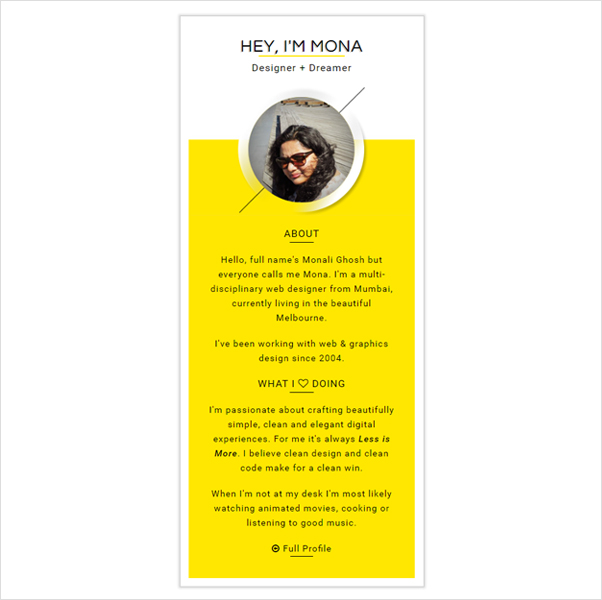 HEY, I'M MONA
Designer + Dreamer
ABOUT
Hello, full name's Monali Ghosh but
everyone calls me Mona. I'm a multi-
disciplinary web designer from Mumbai,
currently living in the beautiful
Melbourne.
I've been working with web & graphics
design since 2004.
WHAT I ♡ DOING
I'm passionate about crafting beautifully
simple, clean and elegant digital
experiences. For me it's always Less is
More. I believe clean design and clean
code make for a clean win.
When I'm not at my desk I'm most likely
watching animated movies, cooking or
listening to good music.
Full Profile